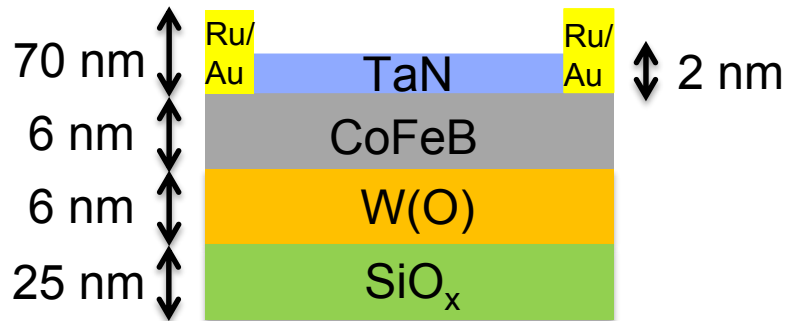 Ru/
Au
Ru/
Au
70 nm
TaN
2 nm
6 nm
CoFeB
6 nm
W(O)
25 nm
SiOx